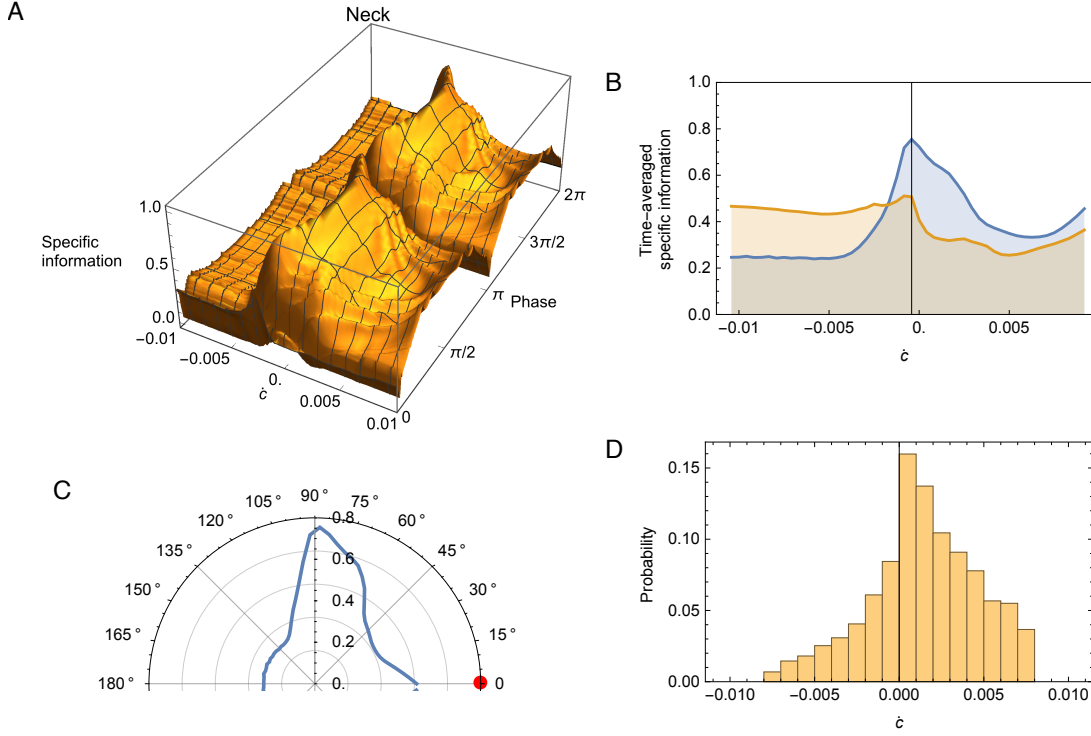 A
Neck
1.0
Specific
information
0.5
0.0
−0.01
−0.005
0.
0.005
0.01
ċ
0
π/2
π
Phase
3π/2
2π
B
1.0
0.8
0.6
0.4
0.2
0.0
Time−averaged
specific information
−0.01
−0.005
0.
0.005
ċ
C
180°
165°
150°
135°
120°
105°
90°
75°
60°
45°
30°
15°
0
0.8
0.6
0.4
0.2
0.
D
0.15
0.10
0.05
0.00
Probability
−0.010
−0.005
0.000
0.005
0.010
ċ